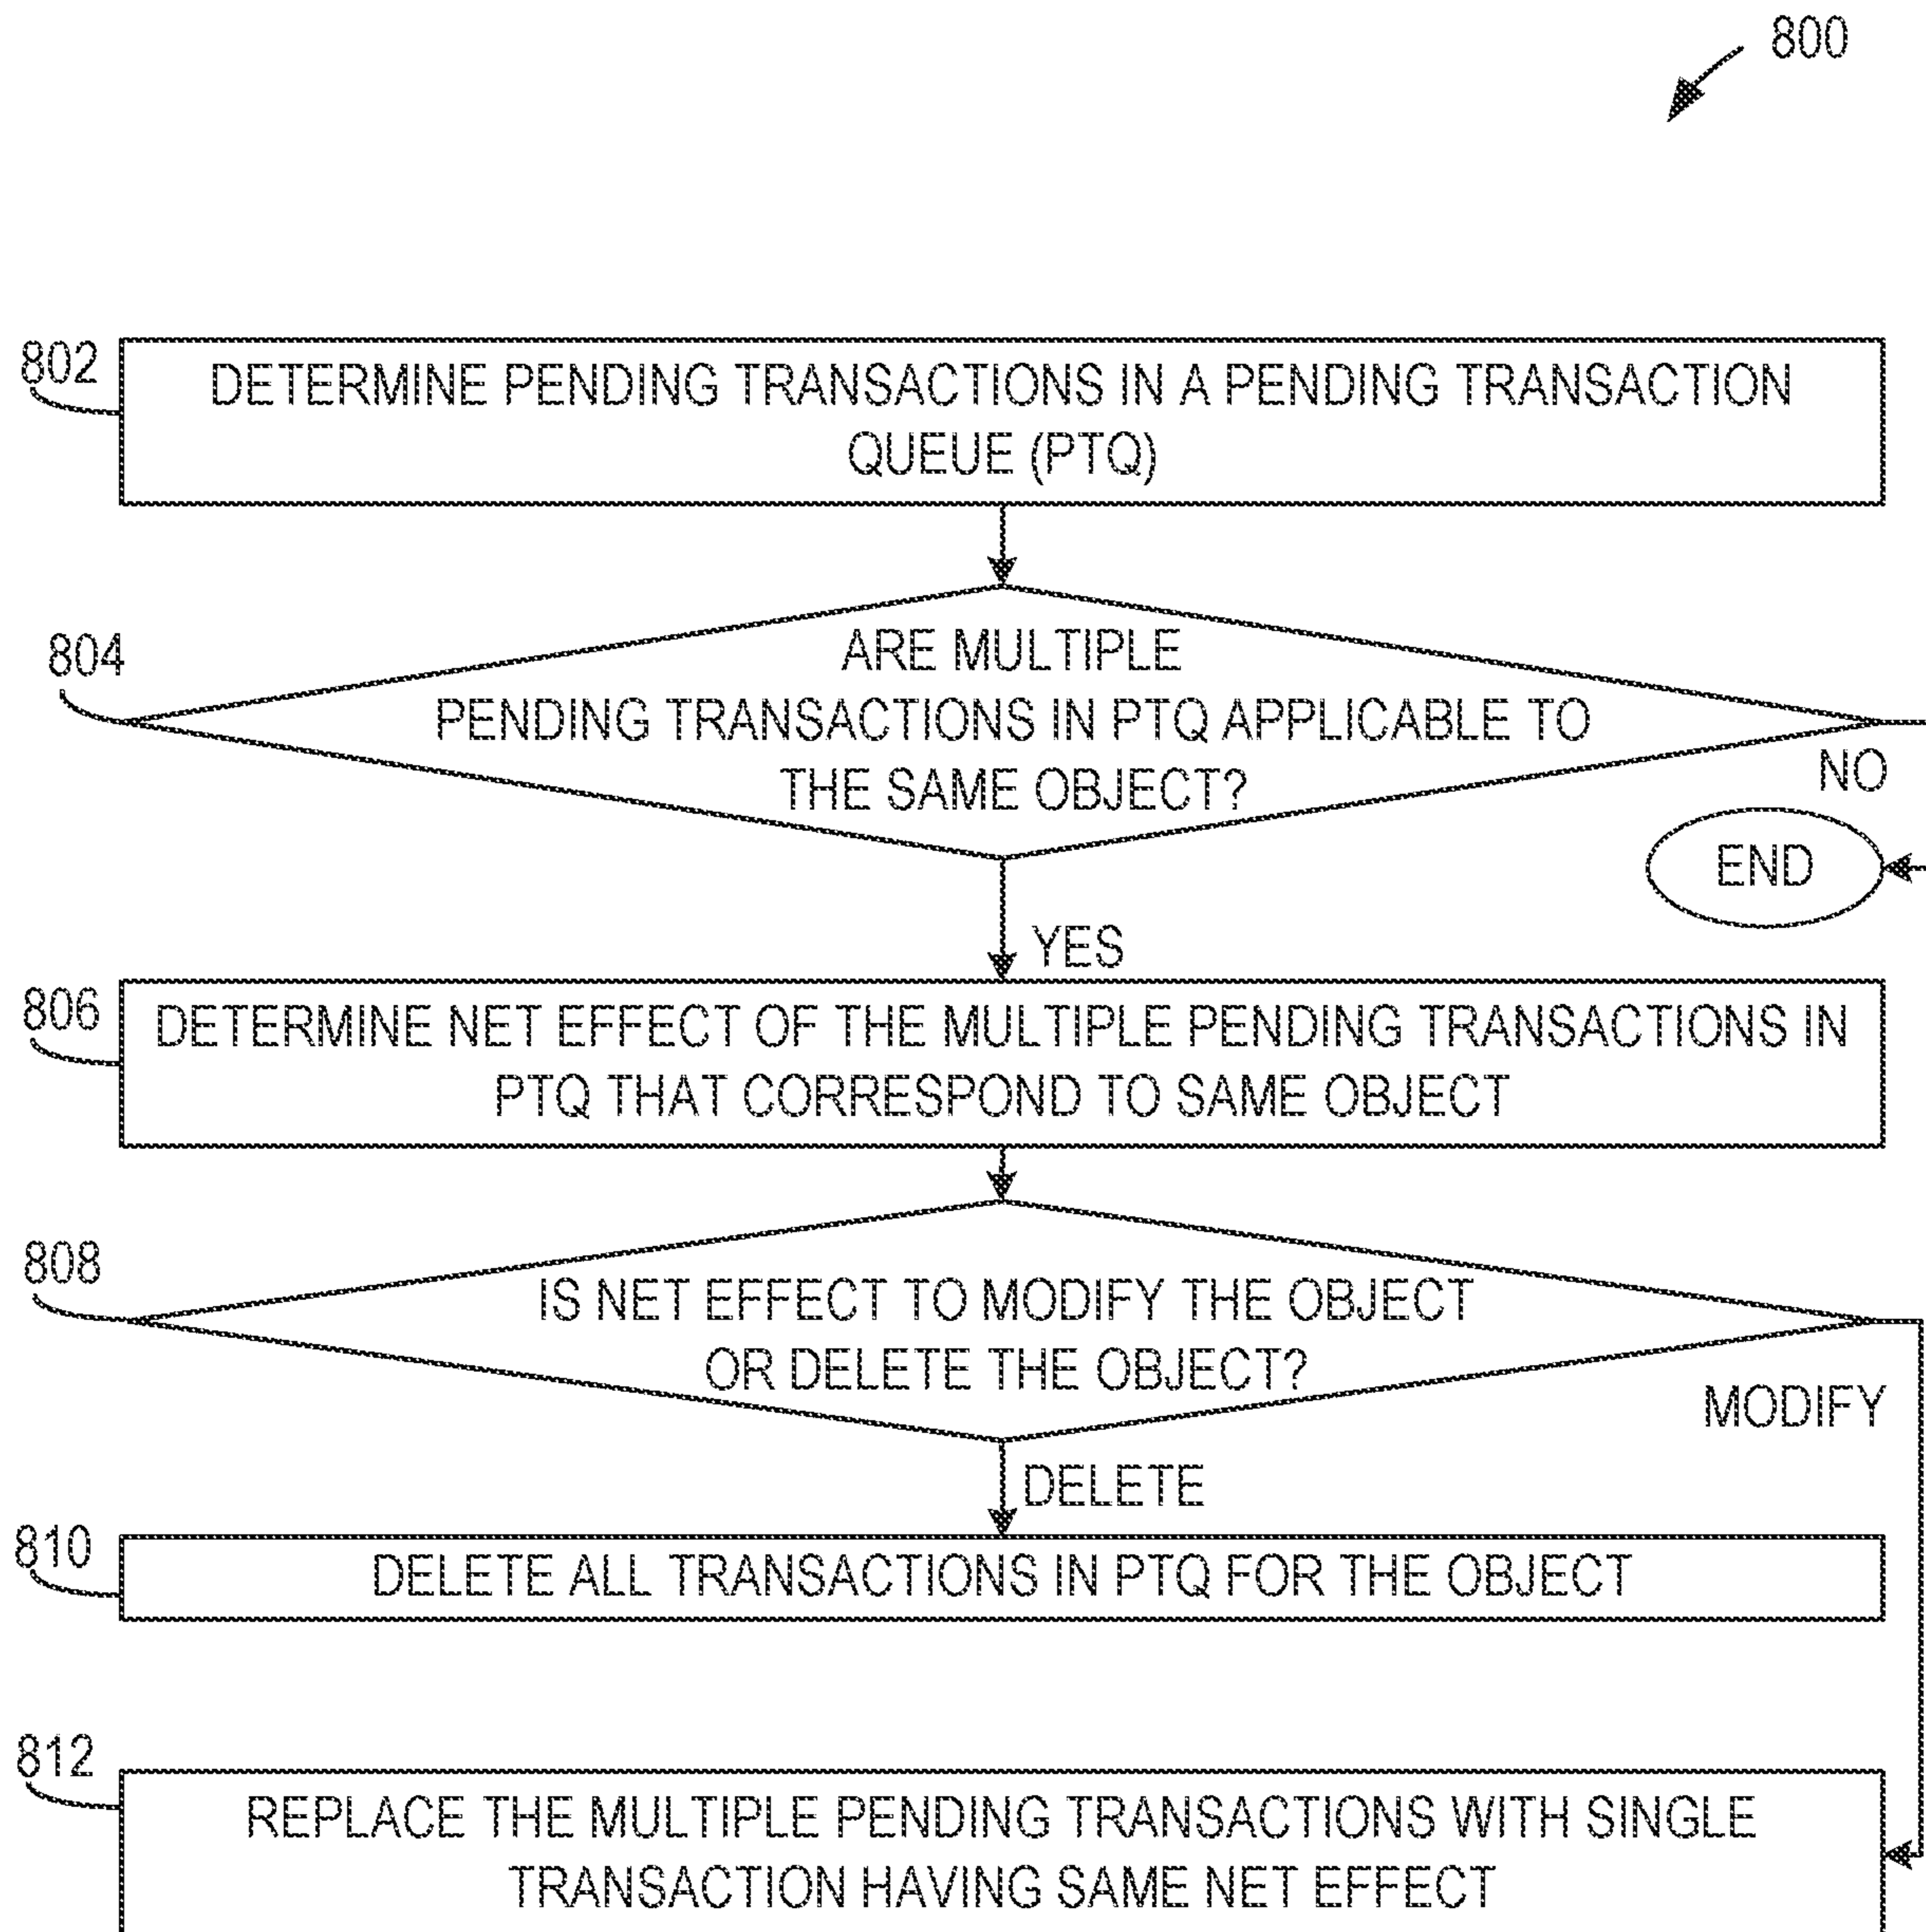 800
802
DETERMINE PENDING TRANSACTIONS IN A PENDING TRANSACTION
QUEUE (PTQ)
804
ARE MULTIPLE
PENDING TRANSACTIONS IN PTQ APPLICABLE TO
THE SAME OBJECT?
NO
END
YES
806
DETERMINE NET EFFECT OF THE MULTIPLE PENDING TRANSACTIONS IN
PTQ THAT CORRESPOND TO SAME OBJECT
808
IS NET EFFECT TO MODIFY THE OBJECT
OR DELETE THE OBJECT?
MODIFY
DELETE
810
DELETE ALL TRANSACTIONS IN PTQ FOR THE OBJECT
812
REPLACE THE MULTIPLE PENDING TRANSACTIONS WITH SINGLE
TRANSACTION HAVING SAME NET EFFECT